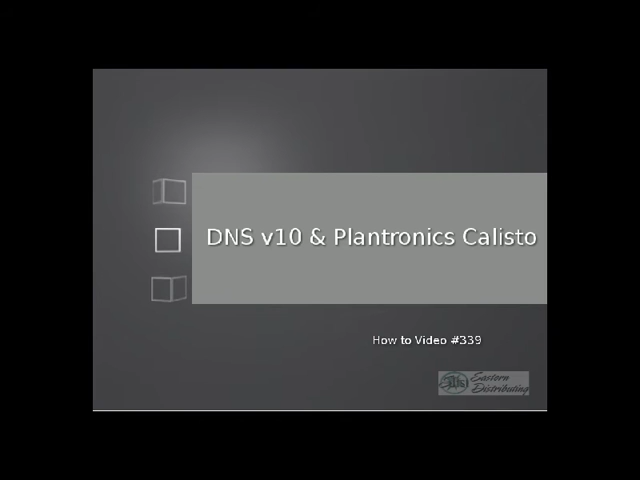 DNS v10 & Plantronics Calisto
How to Video #339
Eastern
Distributing